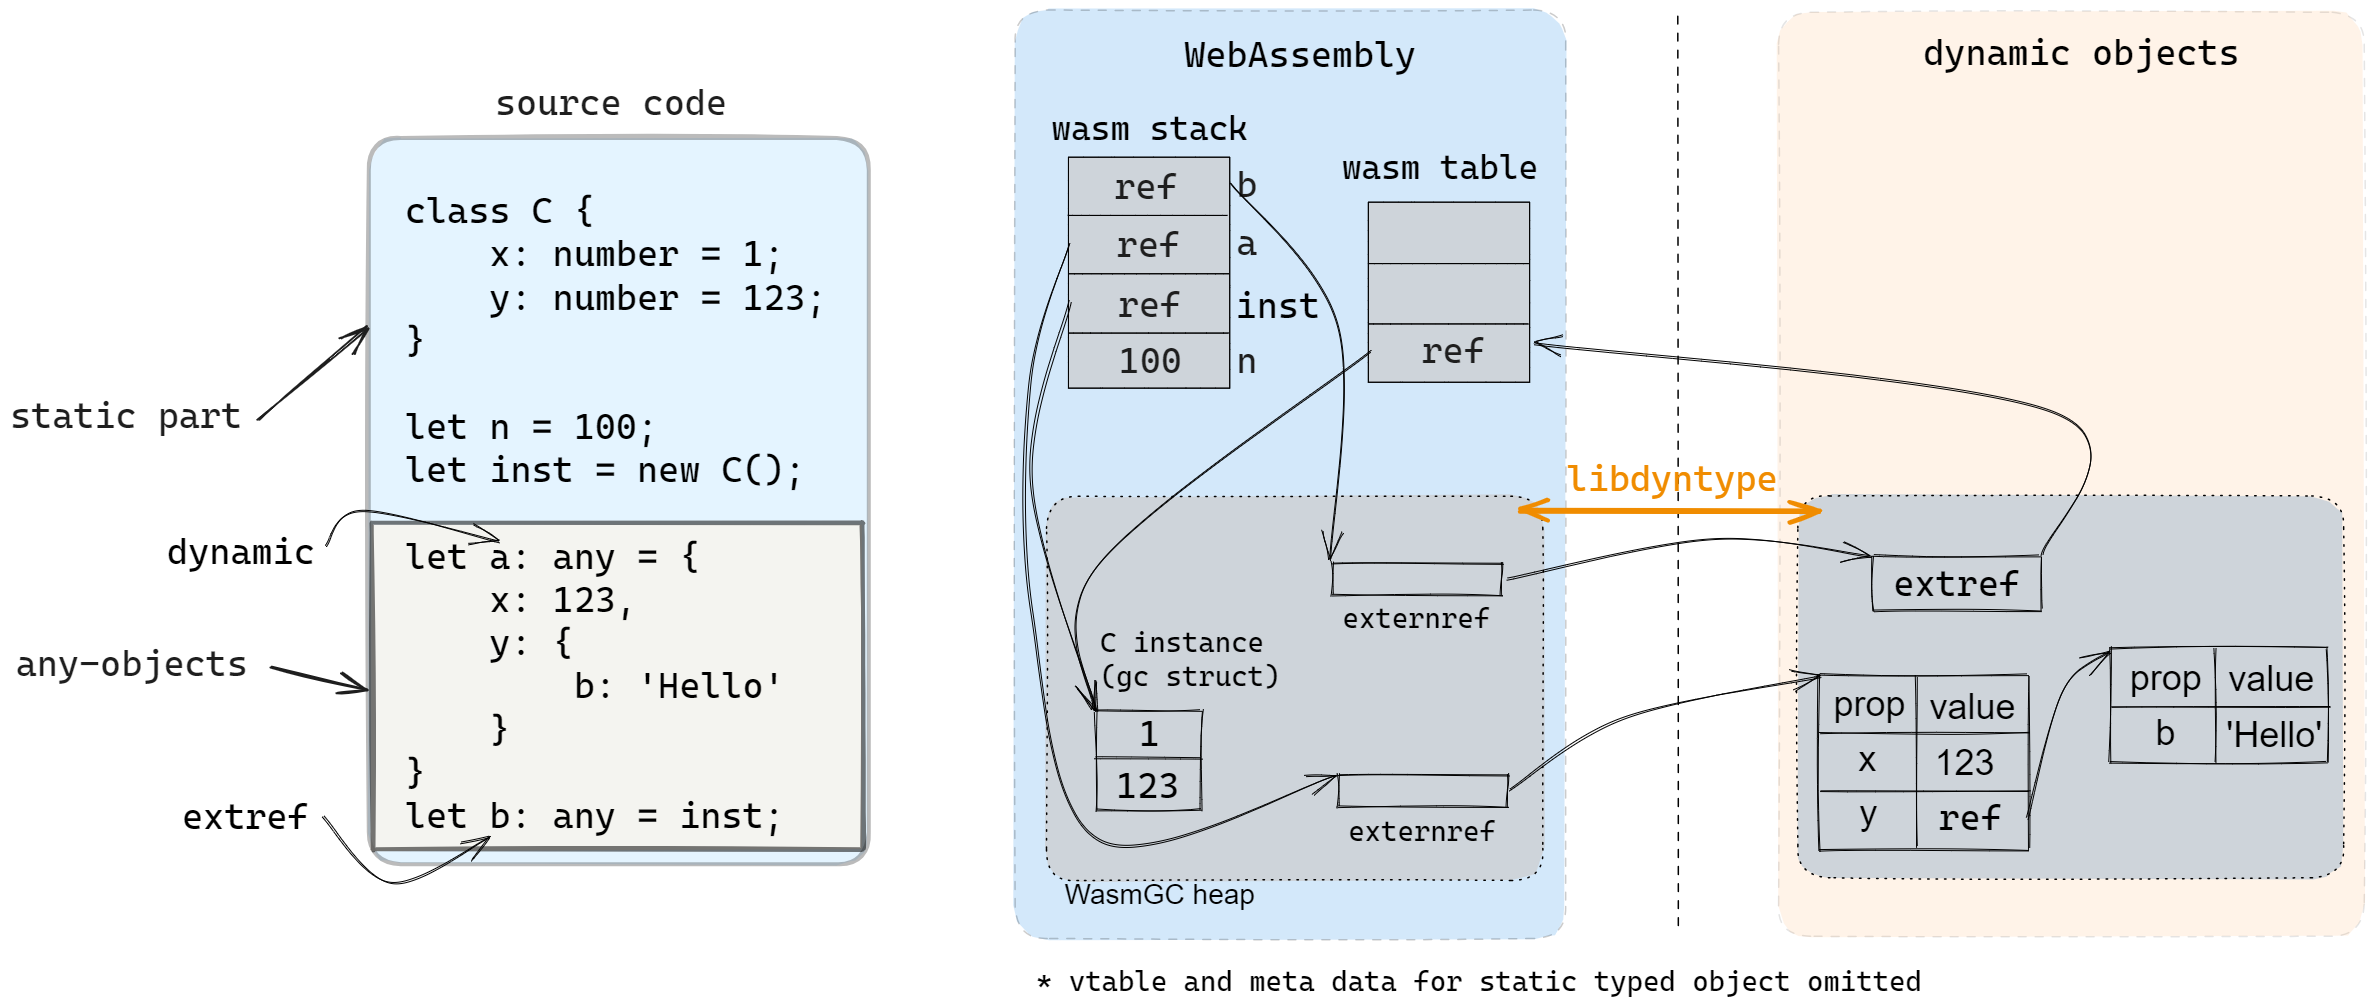 source code
class C {
    x: number = 1;
    y: number = 123;
}
let n = 100;
let inst = new C();
let a: any = {
    x: 123,
    y: {
        b: 'Hello'
    }
}
let b: any = inst;
static part
dynamic
any-objects
extref
WebAssembly
wasm stack
ref b
ref a
ref inst
100 n
wasm table
ref
libdyntype
externref
C instance
(gc struct)
1
123
externref
WasmGC heap
dynamic objects
extref
prop value
x 123
y ref
prop value
b 'Hello'
* vtable and meta data for static typed object omitted